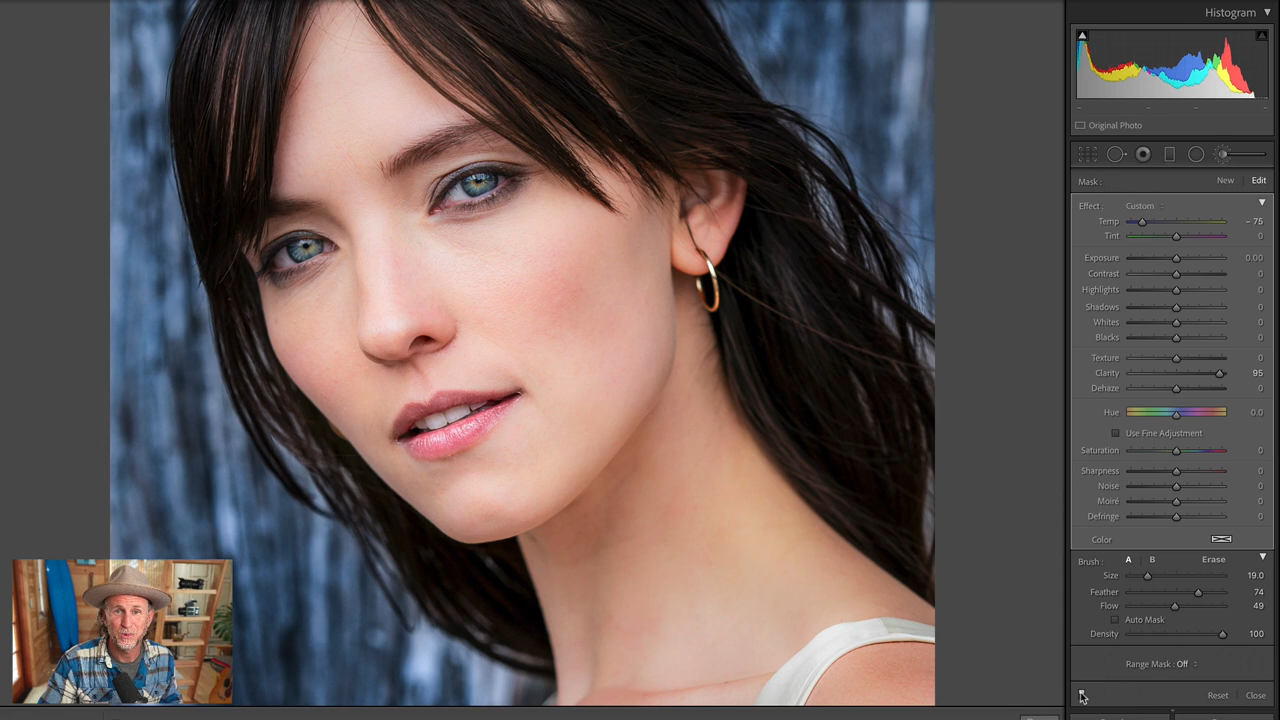 Histogram
Original Photo
Mask : New Edit
Effect : Custom
Temp - 75
Tint
Exposure 0.00
Contrast 0
Highlights 0
Shadows 0
Whites 0
Blacks 0
Texture 0
Clarity 95
Dehaze 0
Hue 0.0
Use Fine Adjustment
Saturation 0
Sharpness 0
Noise 0
Moiré 0
Defringe 0
Color
Brush : A B Erase
Size 19.0
Feather 74
Flow 49
Auto Mask
Density 100
Range Mask : Off
Reset Close